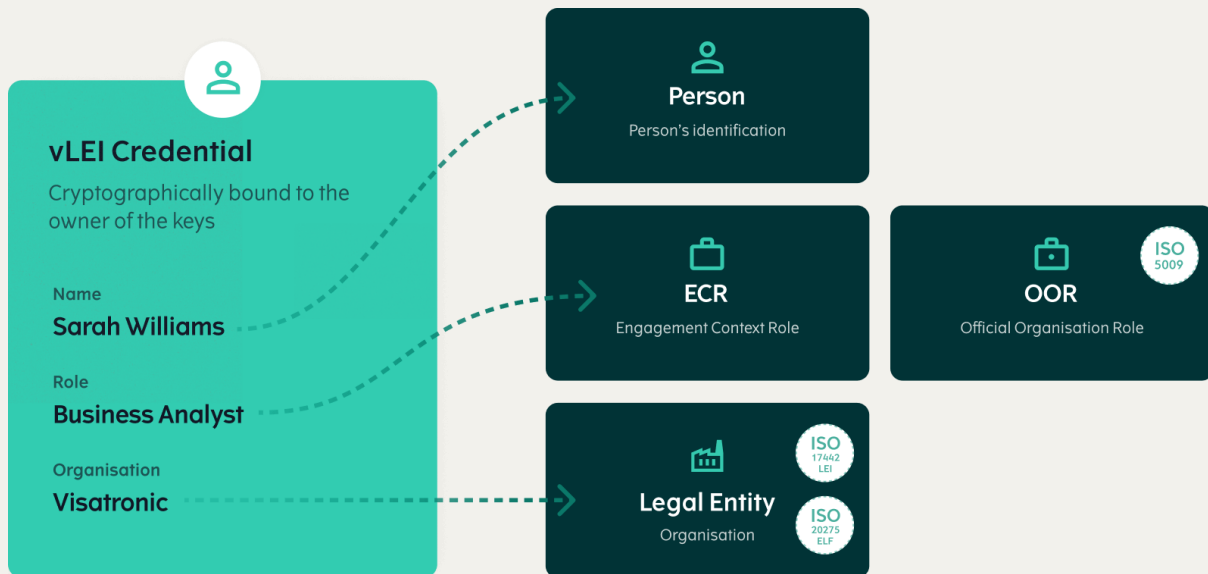 vLEI Credential
Cryptographically bound to the
owner of the keys
Name
Sarah Williams
Role
Business Analyst
Organisation
Visatronic
Person
Person's identification
ECR
Engagement Context Role
ISO
5009
OOR
Official Organisation Role
ISO
17442
LEI
Legal Entity
Organisation
ISO
20275
ELF